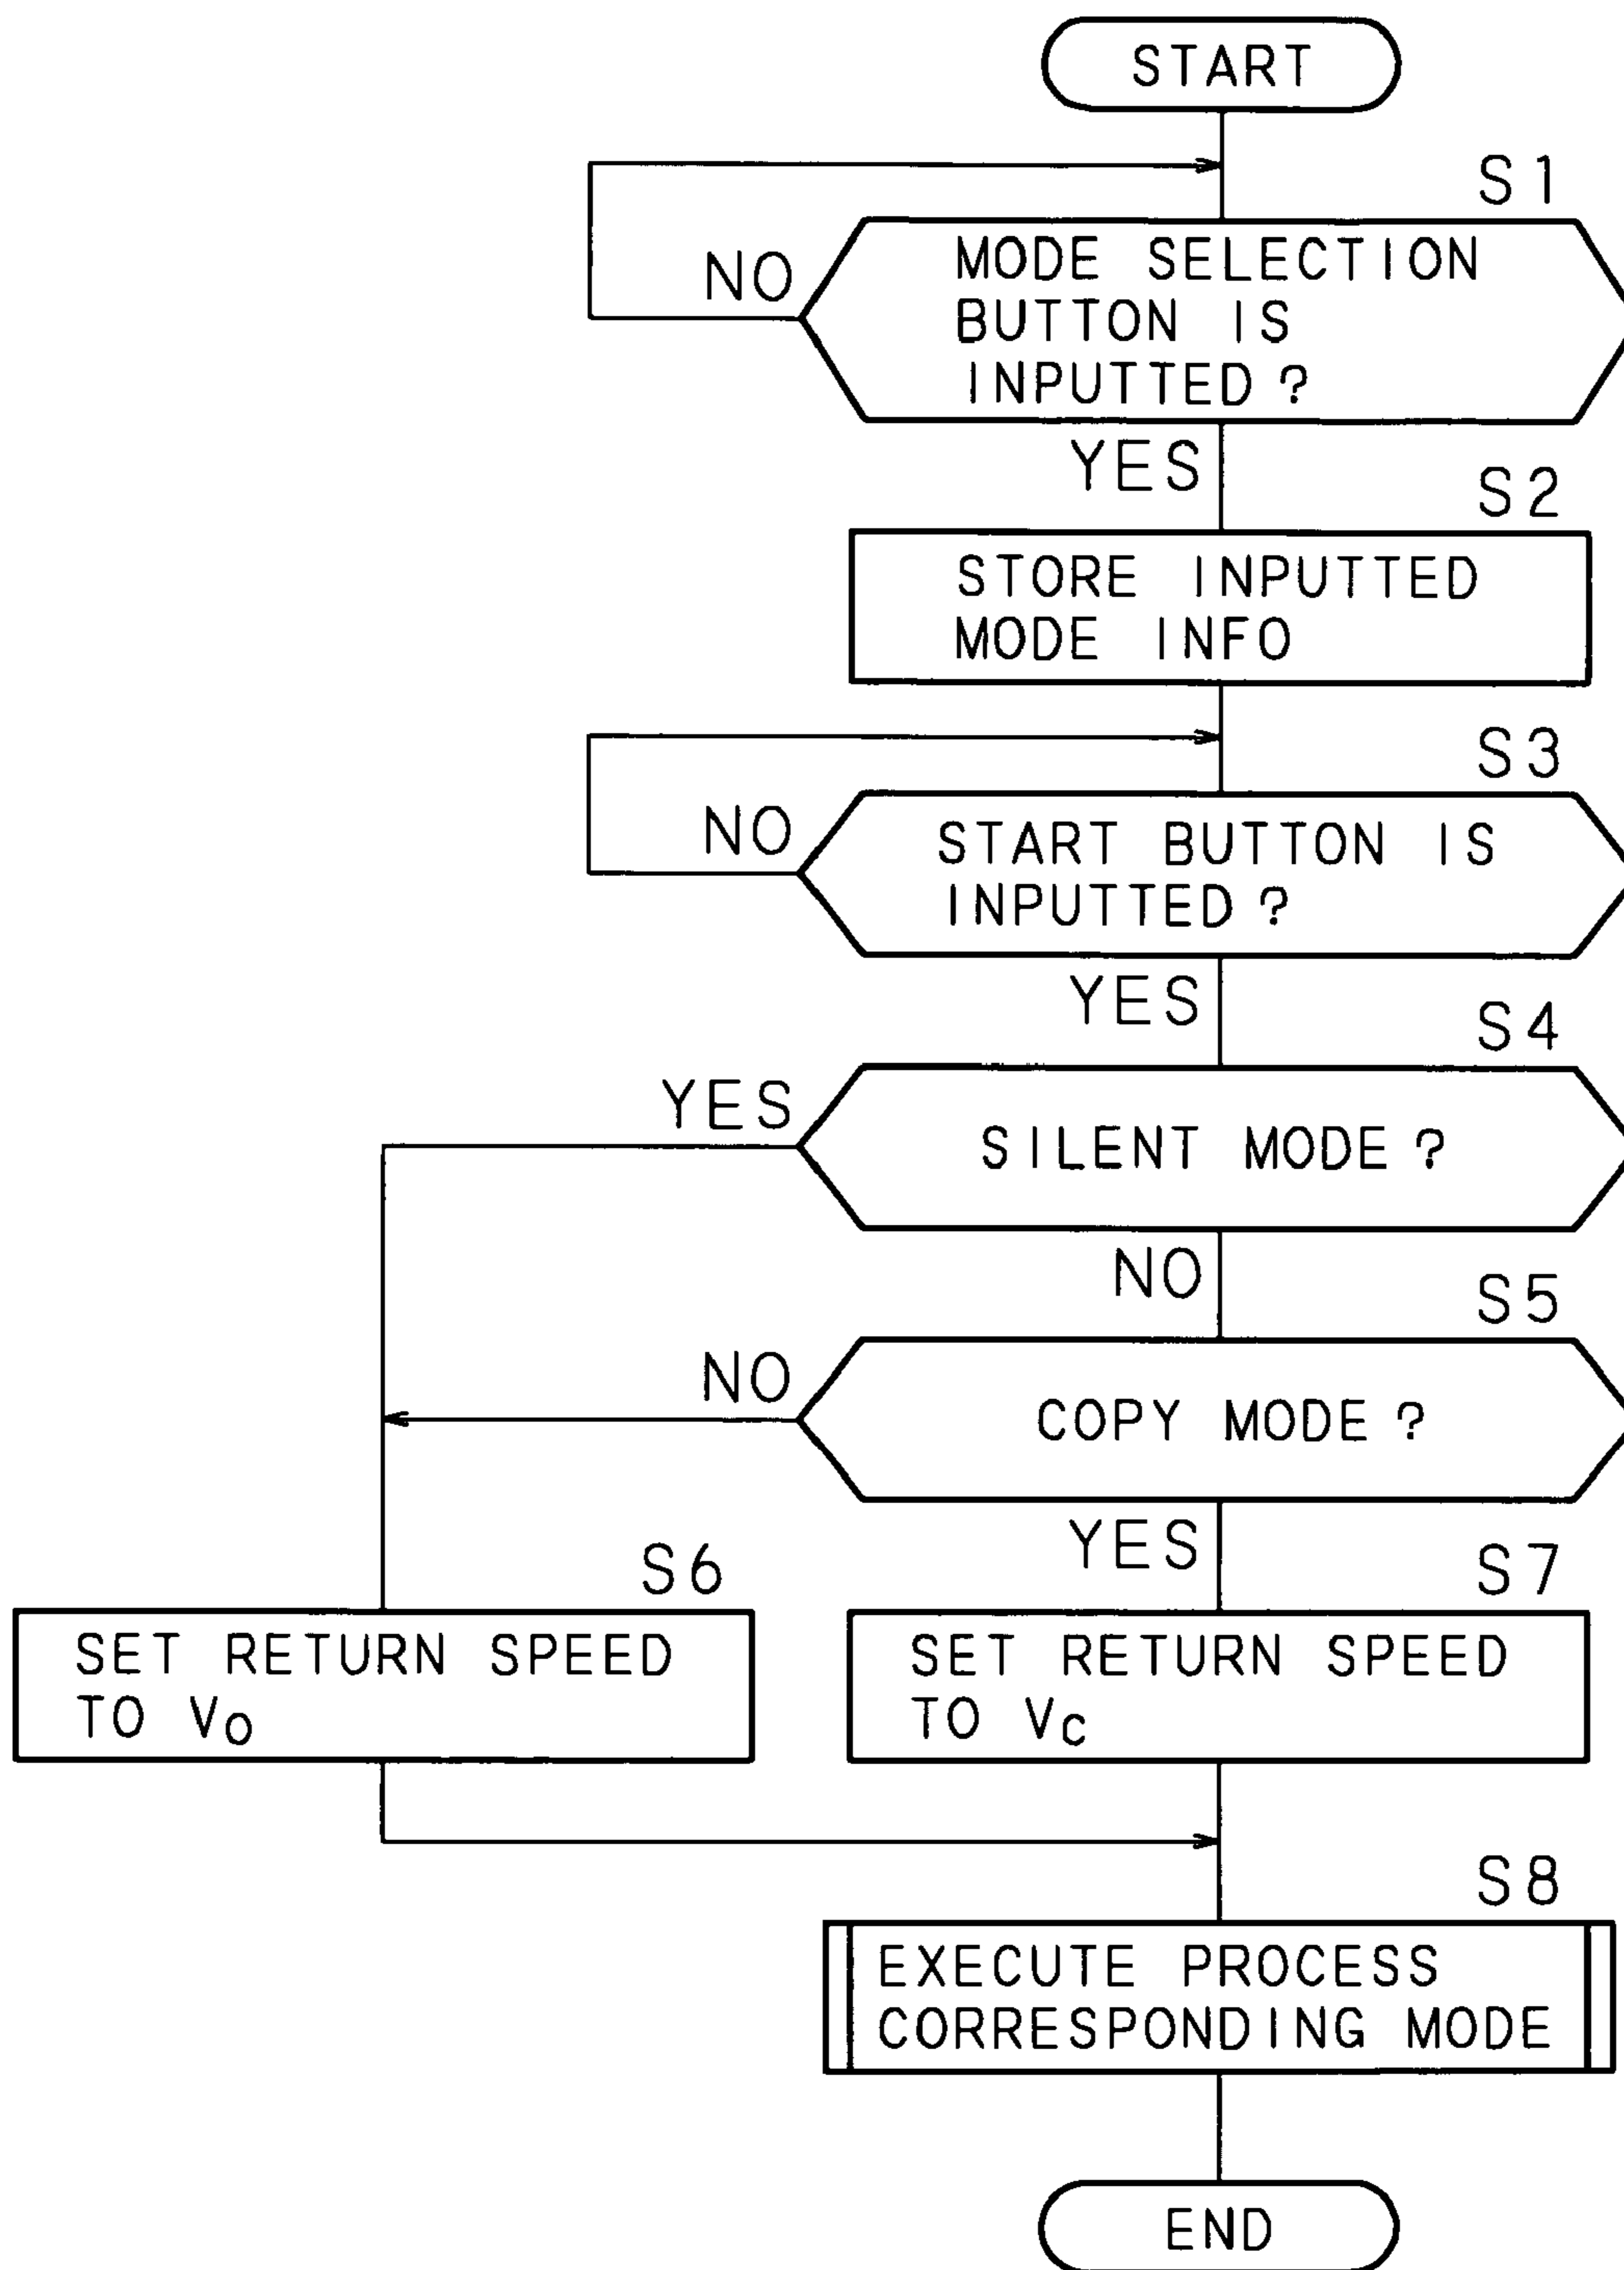 START
S1
NO
MODE SELECTION
BUTTON IS
INPUTTED ?
YES
S2
STORE INPUTTED
MODE INFO
S3
NO
START BUTTON IS
INPUTTED ?
YES
S4
YES
SILENT MODE ?
NO
S5
NO
COPY MODE ?
YES
S6
S7
SET RETURN SPEED
TO Vo
SET RETURN SPEED
TO Vc
S8
EXECUTE PROCESS
CORRESPONDING MODE
END